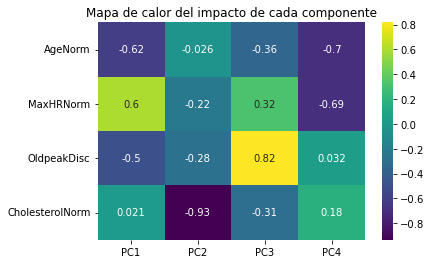 Mapa de calor del impacto de cada componente
AgeNorm -0.62 -0.026 -0.36 -0.7
MaxHRNorm 0.6 -0.22 0.32 -0.69
OldpeakDisc -0.5 -0.28 0.82 0.032
CholesterolNorm 0.021 -0.93 -0.31 0.18
PC1 PC2 PC3 PC4
0.8
0.6
0.4
0.2
0.0
-0.2
-0.4
-0.6
-0.8